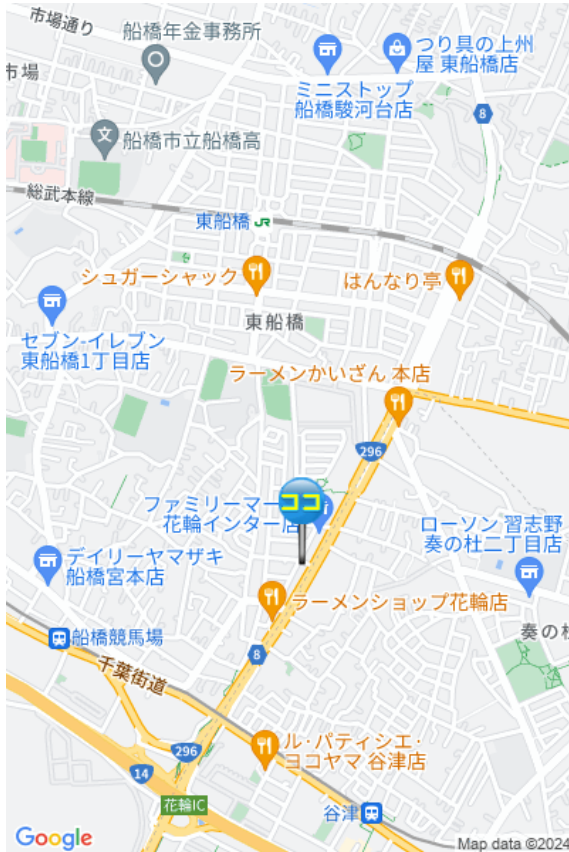 市場通り
船橋年金事務所
つり具の上州
屋 東船橋店
市場
ミニストップ
船橋駿河台店
8
文
船橋市立船橋高
総武本線
東船橋 JR
シュガーシャック
はんなり亭
東船橋
セブン-イレブン
東船橋1丁目店
ラーメンかいざん 本店
296
ココ
ファミリーマー
花輪インター店
ローソン 習志野
奏の杜二丁目店
デイリーヤマザキ
船橋宮本店
ラーメンショップ花輪店
奏の杜
船橋競馬場
8
千葉街道
296
ル・パティシエ・
ヨコヤマ 谷津店
14
花輪IC
谷津
Google
Map data ©2024